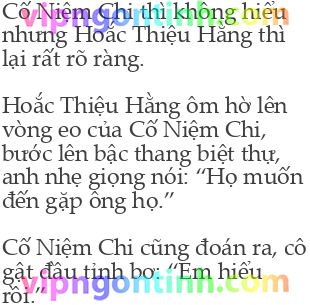 Cố Niệm Chi thì không hiểu
nhưng Hoắc Thiệu Hằng thì
lại rất rõ ràng.
Hoắc Thiệu Hằng ôm hờ lên
vòng eo của Cố Niệm Chi,
bước lên bậc thang biệt thự,
anh nhẹ giọng nói: “Họ muốn
đến gặp ông họ.”
Cố Niệm Chi cũng đoán ra, cô
gật đầu tỉnh bơ: “Em hiểu
rồi.”
vipngontinh.com
vipngontinh.com